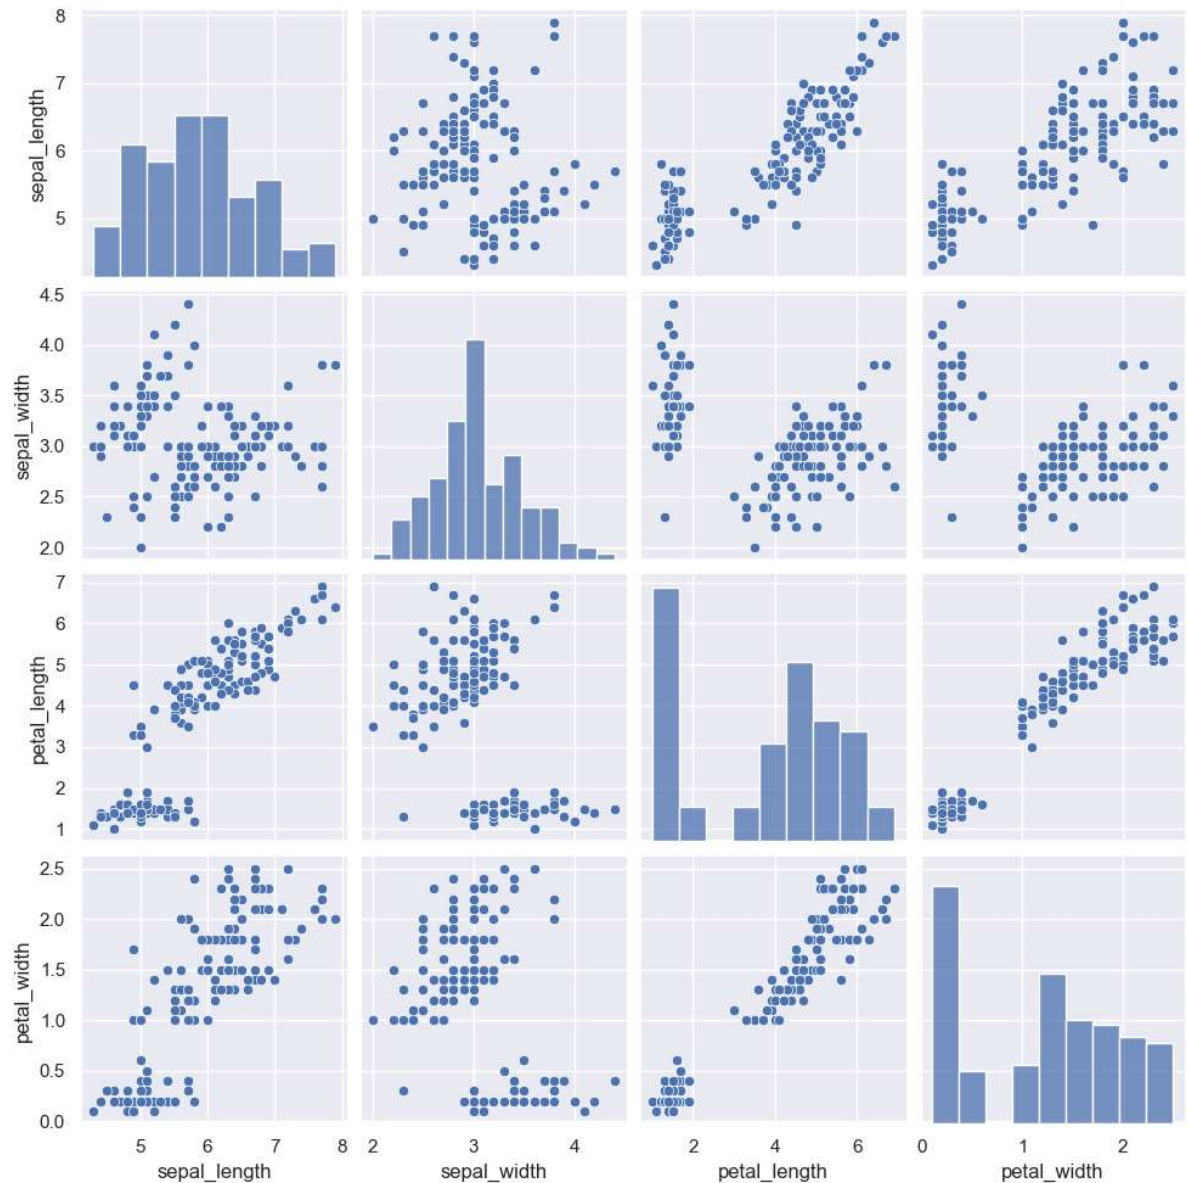 8
7
6
5
sepal_length
4.5
4.0
3.5
3.0
2.5
2.0
sepal_width
7
6
5
4
3
2
1
petal_length
2.5
2.0
1.5
1.0
0.5
0.0
petal_width
5 6 7 8
2 3 4
2 4 6
0 1 2
sepal_length sepal_width petal_length petal_width